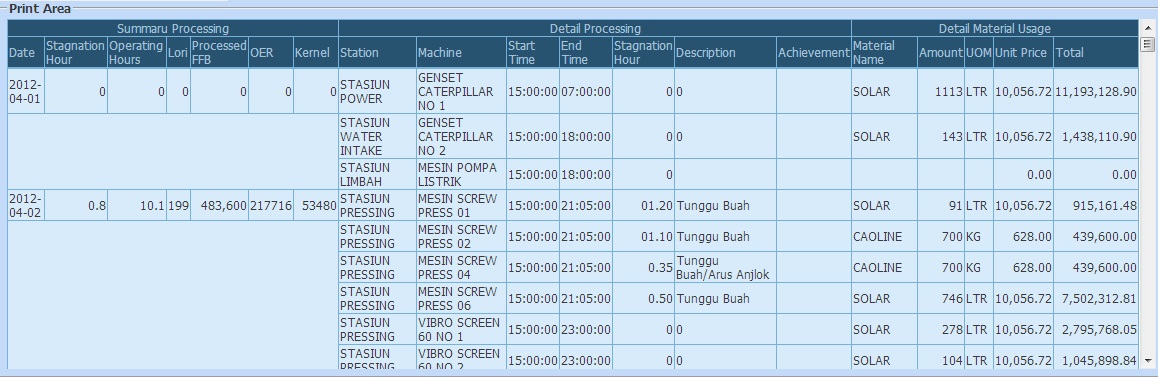 Print Area
Summaru Processing Detail Processing Detail Material Usage
Date Stagnation Hour Operating Hours Lori Processed FFB OER Kernel Station Machine Start Time End Time Stagnation Hour Description Achievement Material Name Amount UOM Unit Price Total
2012-04-01 0 0 0 0 0 0 STASIUN POWER GENSET CATERPILLAR NO 1 15:00:00 07:00:00 0 0 SOLAR 1113 LTR 10,056.72 11,193,128.90
STASIUN WATER INTAKE GENSET CATERPILLAR NO 2 15:00:00 18:00:00 0 0 SOLAR 143 LTR 10,056.72 1,438,110.90
STASIUN LIMBAH MESIN POMPA LISTRIK 15:00:00 18:00:00 0 0.00 0.00
2012-04-02 0.8 10.1 199 483,600 217716 53480 STASIUN PRESSING MESIN SCREW PRESS 01 15:00:00 21:05:00 01.20 Tunggu Buah SOLAR 91 LTR 10,056.72 915,161.48
STASIUN PRESSING MESIN SCREW PRESS 02 15:00:00 21:05:00 01.10 Tunggu Buah CAOLINE 700 KG 628.00 439,600.00
STASIUN PRESSING MESIN SCREW PRESS 04 15:00:00 21:05:00 0.35 Tunggu Buah/Arus Anjlok CAOLINE 700 KG 628.00 439,600.00
STASIUN PRESSING MESIN SCREW PRESS 06 15:00:00 21:05:00 0.50 Tunggu Buah SOLAR 746 LTR 10,056.72 7,502,312.81
STASIUN PRESSING VIBRO SCREEN 60 NO 1 15:00:00 23:00:00 0 0 SOLAR 278 LTR 10,056.72 2,795,768.05
STASIUN PRESSING VIBRO SCREEN 60 NO 2 15:00:00 23:00:00 0 0 SOLAR 104 LTR 10,056.72 1,045,898.84